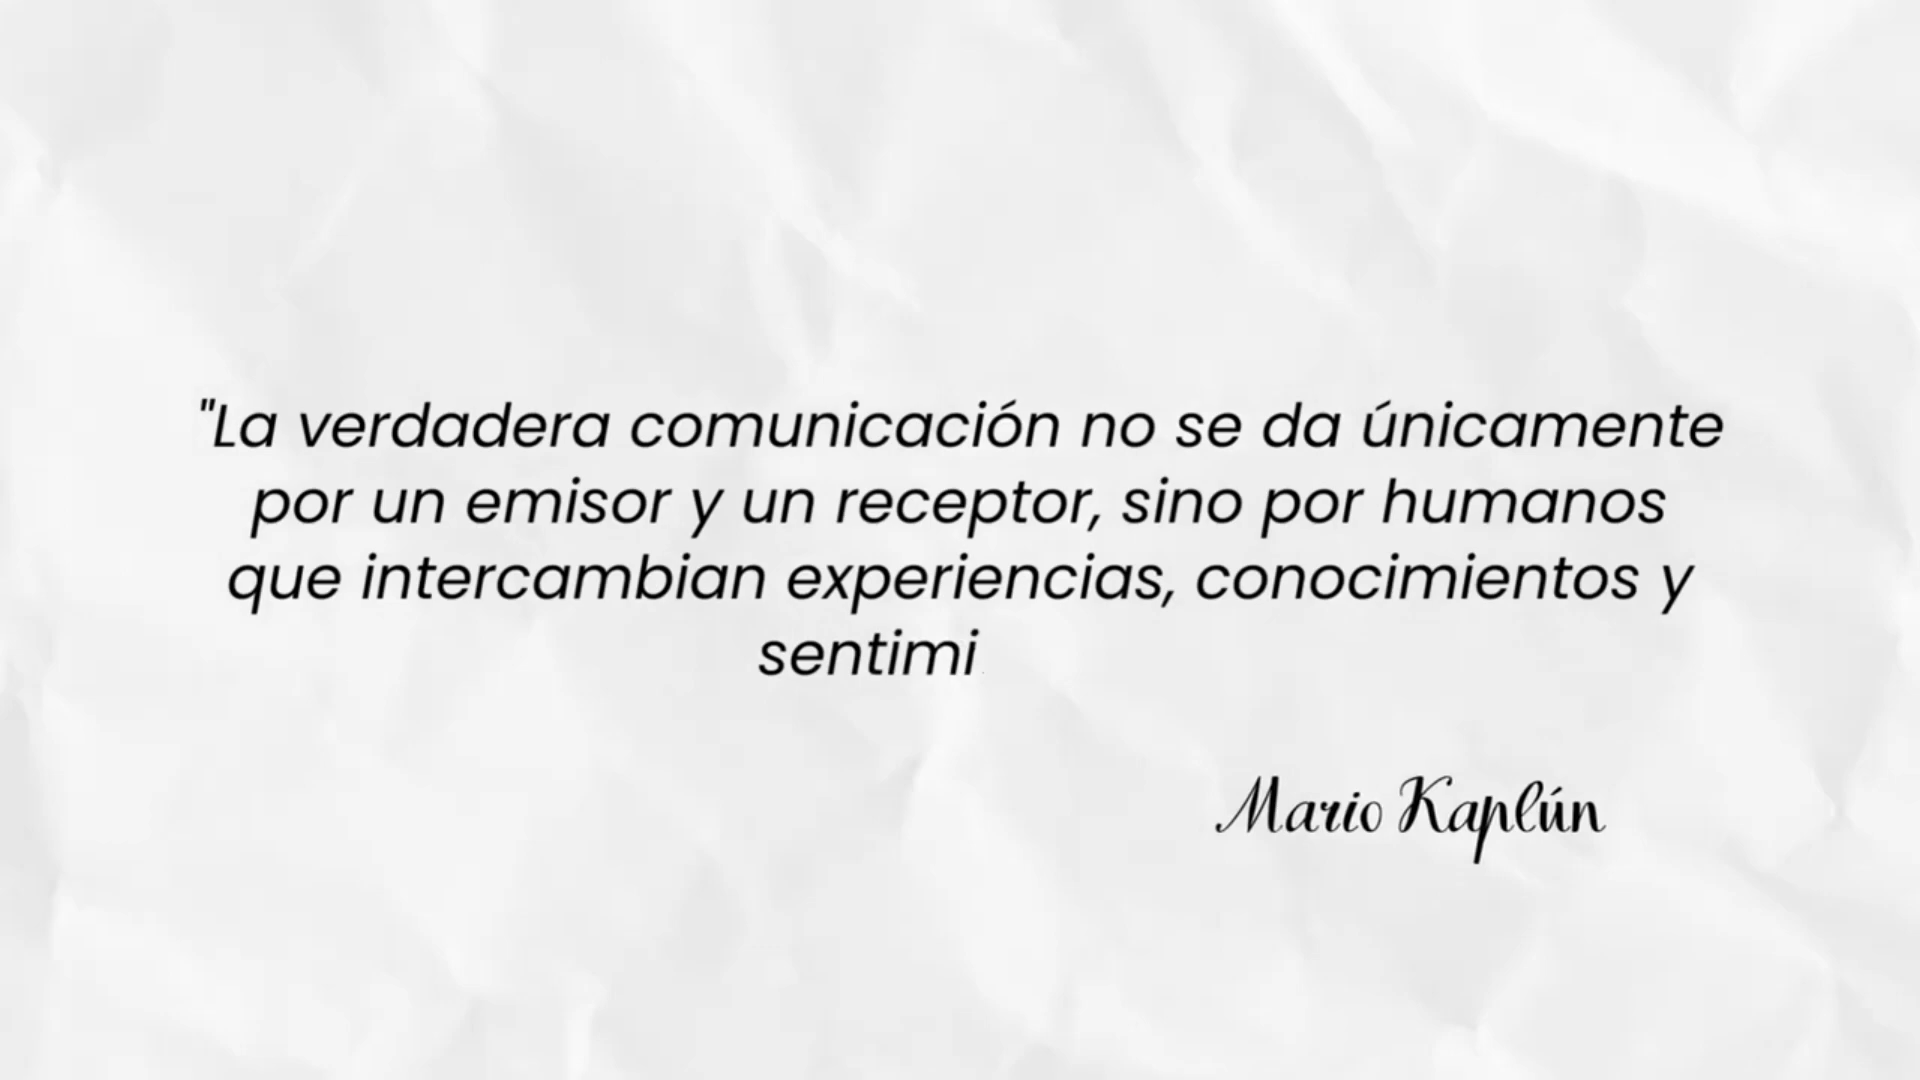 "La verdadera comunicación no se da únicamente
por un emisor y un receptor, sino por humanos
que intercambian experiencias, conocimientos y
sentimi
Mario Kaplún